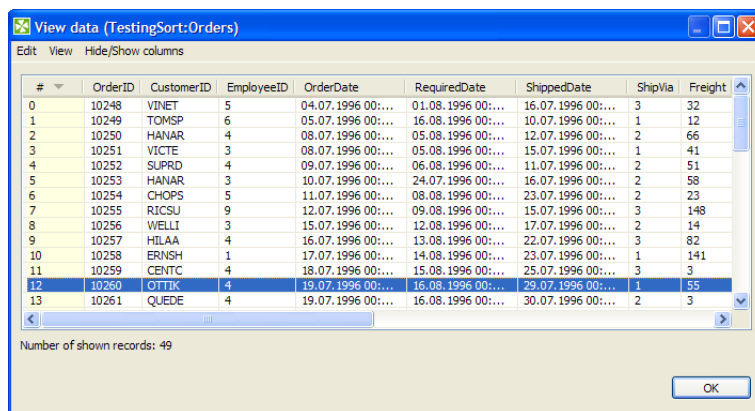 View data (TestingSort:Orders)
Edit View Hide/Show columns
# OrderID CustomerID EmployeeID OrderDate RequiredDate ShippedDate ShipVia Freight
0 10248 VINET 5 04.07.1996 00:... 01.08.1996 00:... 16.07.1996 00:... 3 32
1 10249 TOMSP 6 05.07.1996 00:... 16.08.1996 00:... 10.07.1996 00:... 1 12
2 10250 HANAR 4 08.07.1996 00:... 05.08.1996 00:... 12.07.1996 00:... 2 66
3 10251 VICTE 3 08.07.1996 00:... 05.08.1996 00:... 15.07.1996 00:... 1 41
4 10252 SUPRD 4 09.07.1996 00:... 06.08.1996 00:... 11.07.1996 00:... 2 51
5 10253 HANAR 3 10.07.1996 00:... 24.07.1996 00:... 16.07.1996 00:... 2 58
6 10254 CHOPS 5 11.07.1996 00:... 08.08.1996 00:... 23.07.1996 00:... 2 23
7 10255 RICSU 9 12.07.1996 00:... 09.08.1996 00:... 15.07.1996 00:... 3 148
8 10256 WELLI 3 15.07.1996 00:... 12.08.1996 00:... 17.07.1996 00:... 2 14
9 10257 HILAA 4 16.07.1996 00:... 13.08.1996 00:... 22.07.1996 00:... 3 82
10 10258 ERNSH 1 17.07.1996 00:... 14.08.1996 00:... 23.07.1996 00:... 1 141
11 10259 CENTC 4 18.07.1996 00:... 15.08.1996 00:... 25.07.1996 00:... 3 3
12 10260 OTTIK 4 19.07.1996 00:... 16.08.1996 00:... 29.07.1996 00:... 1 55
13 10261 QUEDE 4 19.07.1996 00:... 16.08.1996 00:... 30.07.1996 00:... 2 3
Number of shown records: 49
OK